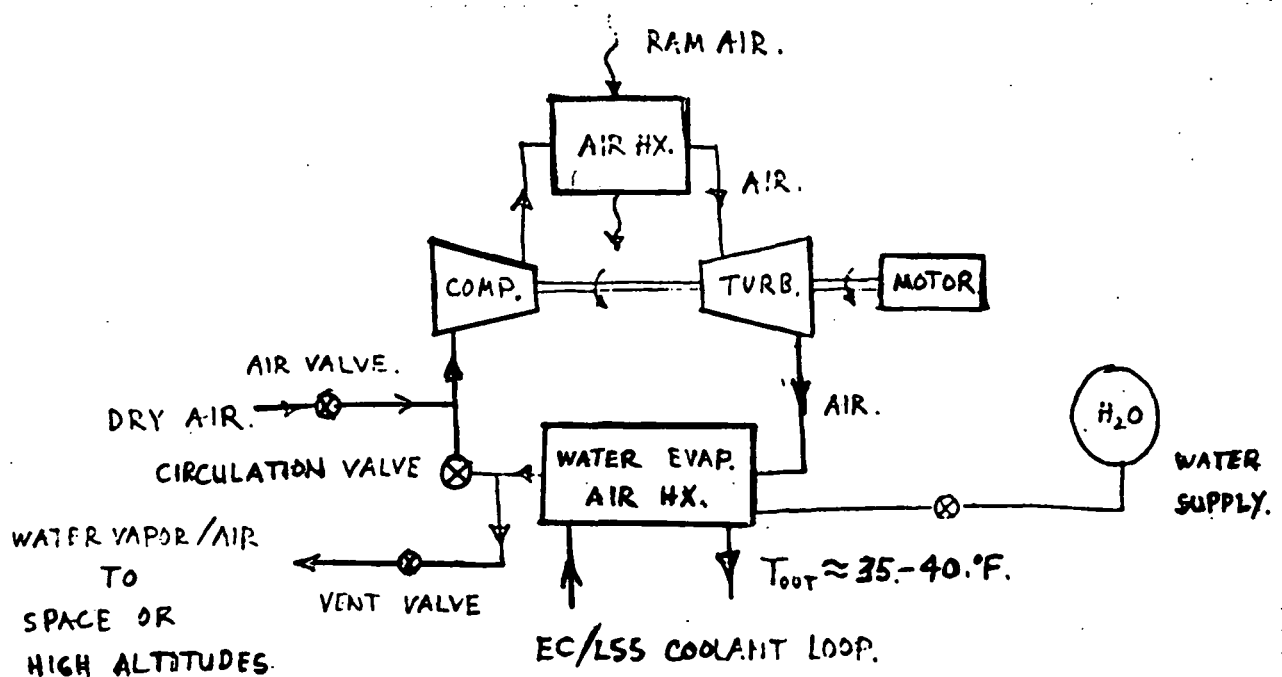 RAM AIR.
AIR HX.
AIR.
COMP.
TURB.
MOTOR.
AIR VALVE.
DRY AIR.
AIR.
H₂O
CIRCULATION VALVE
WATER EVAP.
AIR HX.
WATER
SUPPLY.
WATER VAPOR/AIR
TO
SPACE OR
HIGH ALTITUDES.
VENT VALVE
TOUT ≈ 35.-40.°F.
EC/LSS COOLANT LOOP.